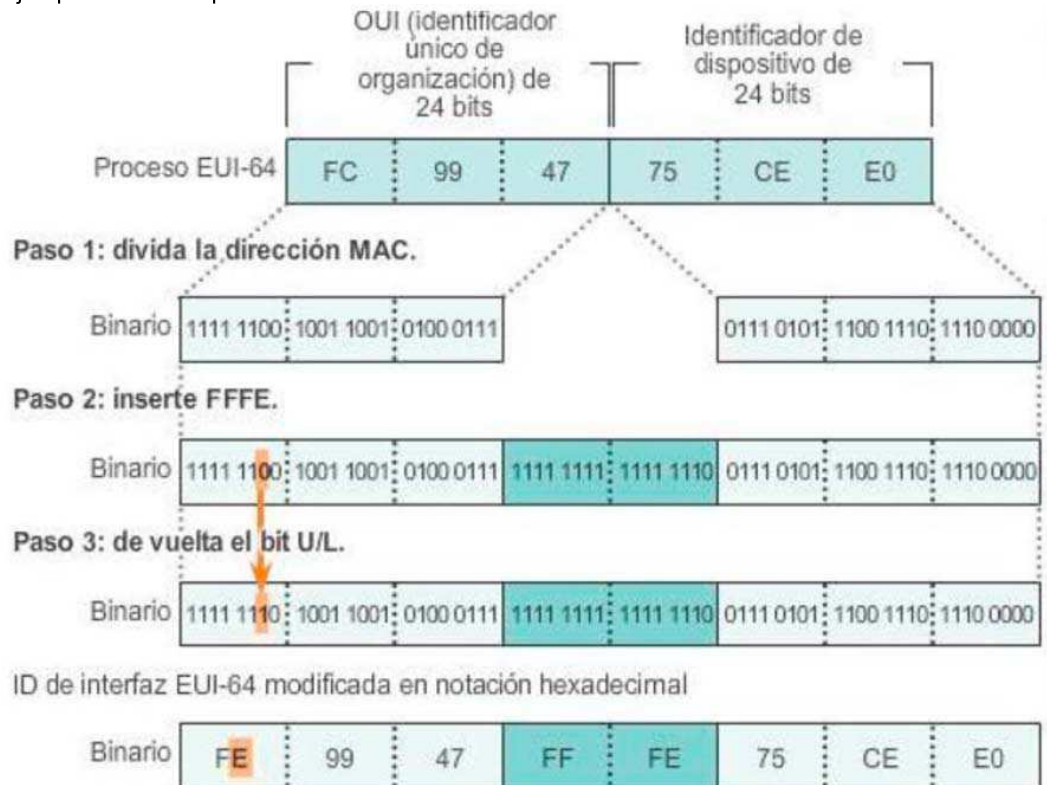 OUI (identificador
único de
organización) de
24 bits
Identificador de
dispositivo de
24 bits
Proceso EUI-64 FC 99 47 75 CE E0
Paso 1: divida la dirección MAC.
Binario 1111 1100 1001 1001 0100 0111 0111 0101 1100 1110 1110 0000
Paso 2: inserte FFFE.
Binario 1111 1100 1001 1001 0100 0111 1111 1111 1111 1110 0111 0101 1100 1110 1110 0000
Paso 3: de vuelta el bit U/L.
Binario 1111 1110 1001 1001 0100 0111 1111 1111 1111 1110 0111 0101 1100 1110 1110 0000
ID de interfaz EUI-64 modificada en notación hexadecimal
Binario FE 99 47 FF FE 75 CE E0